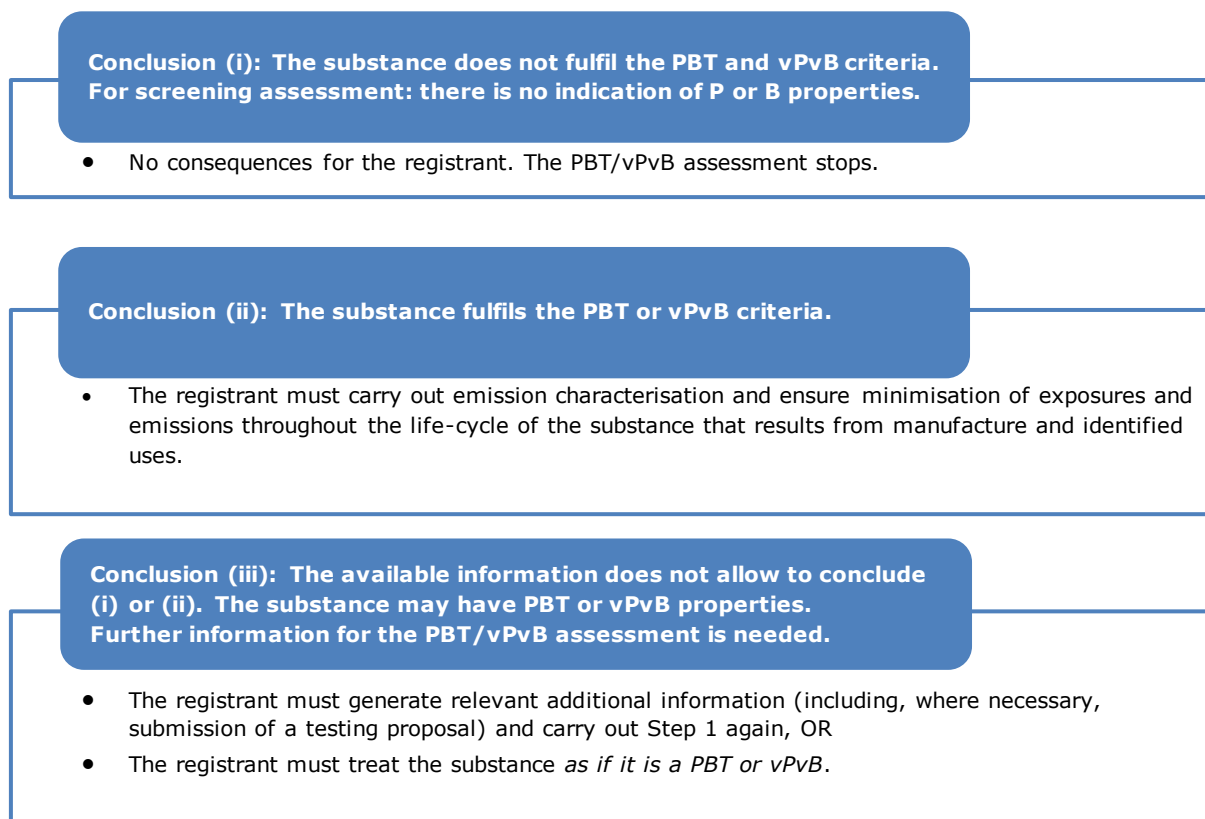 Conclusion (i): The substance does not fulfil the PBT and vPvB criteria.
For screening assessment: there is no indication of P or B properties.
• No consequences for the registrant. The PBT/vPvB assessment stops.
Conclusion (ii): The substance fulfils the PBT or vPvB criteria.
• The registrant must carry out emission characterisation and ensure minimisation of exposures and
emissions throughout the life-cycle of the substance that results from manufacture and identified
uses.
Conclusion (iii): The available information does not allow to conclude
(i) or (ii). The substance may have PBT or vPvB properties.
Further information for the PBT/vPvB assessment is needed.
• The registrant must generate relevant additional information (including, where necessary,
submission of a testing proposal) and carry out Step 1 again, OR
• The registrant must treat the substance as if it is a PBT or vPvB.